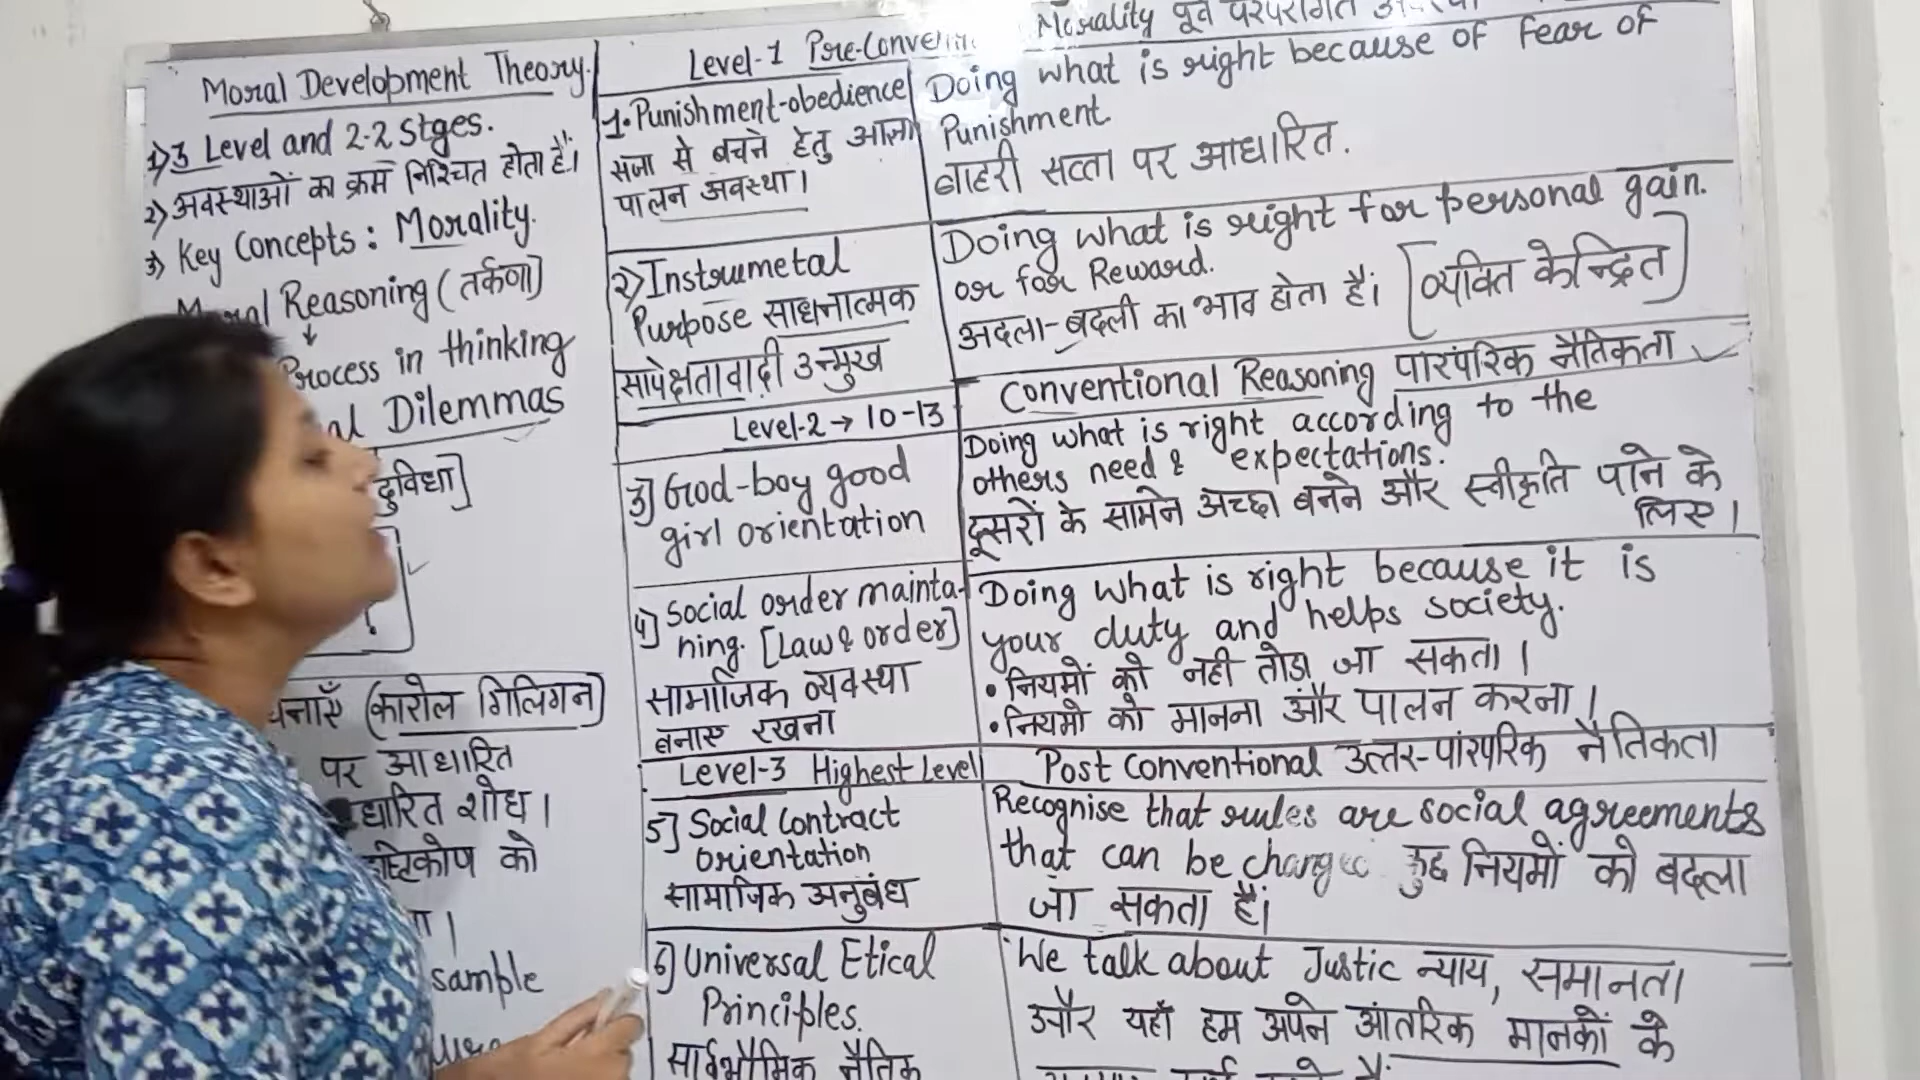 Moral Development Theory.
1) 3 Level and 2-2 Stges.
2) अवस्थाओं का क्रम निश्चित होता है।
3) Key Concepts : Morality.
Reasoning (तर्कणा)
Process in thinking
Dilemmas
दुविधा]
(कारोल गिलिगन)
पर आधारित
शोध।
को
sample
Level-1 Morality पूर्व
1. Punishment-obedience
सजा से बचने हेतु आज्ञा
पालन अवस्था।
Doing what is right because of fear of
Punishment
बाहरी सत्ता पर आधारित.
2) Instrumetal
Purpose साधनात्मक
सापेक्षतावादी उन्मुख
Doing what is right for personal gain.
or for Reward.
अदला-बदली का भाव होता है। [व्यक्ति केन्द्रित]
Level-2 → 10-13
Conventional Reasoning पारंपरिक नैतिकता
3] God-boy good
girl orientation
Doing what is right according to the
others need & expectations.
दूसरों के सामने अच्छा बनने और स्वीकृति पाने के
लिए।
4] Social order mainta-
ning. [Law & order]
सामाजिक व्यवस्था
बनाए रखना
Doing what is right because it is
your duty and helps society.
• नियमों को नही तोडा जा सकता।
• नियमो को मानना और पालन करना।
Level-3 Highest Level
Post Conventional उत्तर-पांरपरिक नैतिकता
5] Social Contract
orientation
सामाजिक अनुबंध
Recognise that rules are social agreements
that can be कुछ नियमों को बदला
जा सकता है।
6] Universal Etical
Principles.
सार्वभौमिक नैतिक
We talk about Justic न्याय, समानता
और यहाँ हम अपने आंतरिक मानकों के